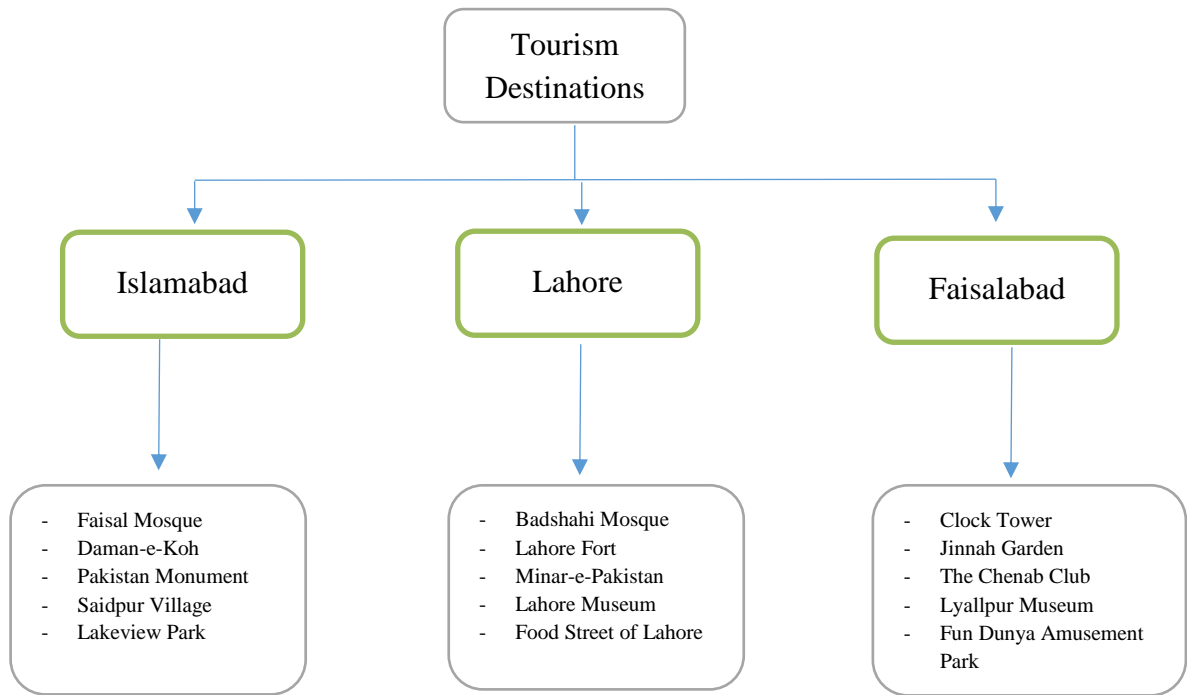 Tourism
Destinations
Islamabad
Lahore
Faisalabad
- Faisal Mosque
- Daman-e-Koh
- Pakistan Monument
- Saidpur Village
- Lakeview Park
- Badshahi Mosque
- Lahore Fort
- Minar-e-Pakistan
- Lahore Museum
- Food Street of Lahore
- Clock Tower
- Jinnah Garden
- The Chenab Club
- Lyallpur Museum
- Fun Dunya Amusement
Park